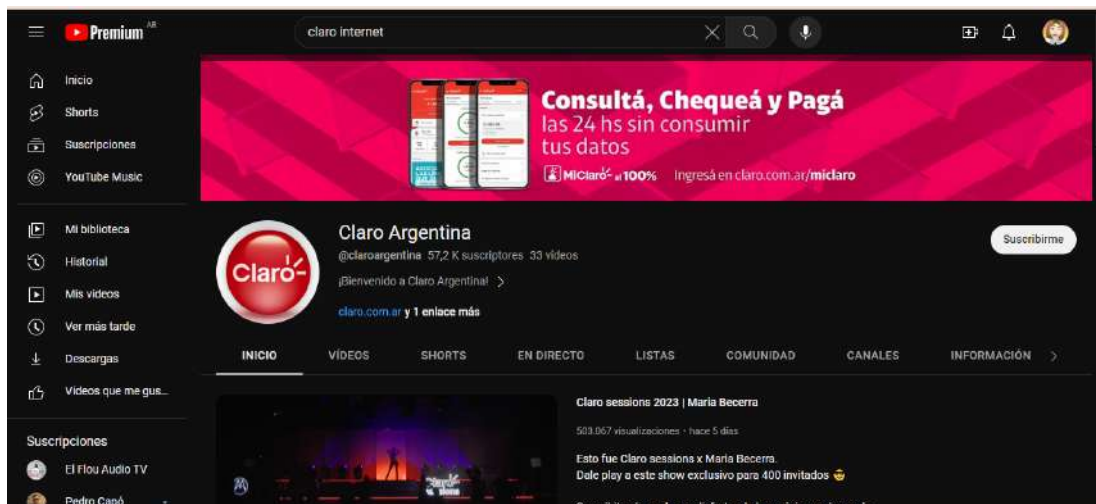 Premium AR
claro internet
Inicio
Shorts
Suscripciones
YouTube Music
Mi biblioteca
Historial
Mis videos
Ver más tarde
Descargas
Videos que me gus...
Suscripciones
El Flou Audio TV
Pedro Capó
Consultá, Chequeá y Pagá
las 24 hs sin consumir
tus datos
MiClaro al 100% Ingresá en claro.com.ar/miclaro
Claro
Claro Argentina
@claroargentina 57,2 K suscriptores 33 videos
¡Bienvenido a Claro Argentina!
claro.com.ar y 1 enlace más
Suscribirme
INICIO VÍDEOS SHORTS EN DIRECTO LISTAS COMUNIDAD CANALES INFORMACIÓN
Claro sessions 2023 | Maria Becerra
503.067 visualizaciones • hace 5 días
Esto fue Claro sessions x Maria Becerra.
Dale play a este show exclusivo para 400 invitados 🤠